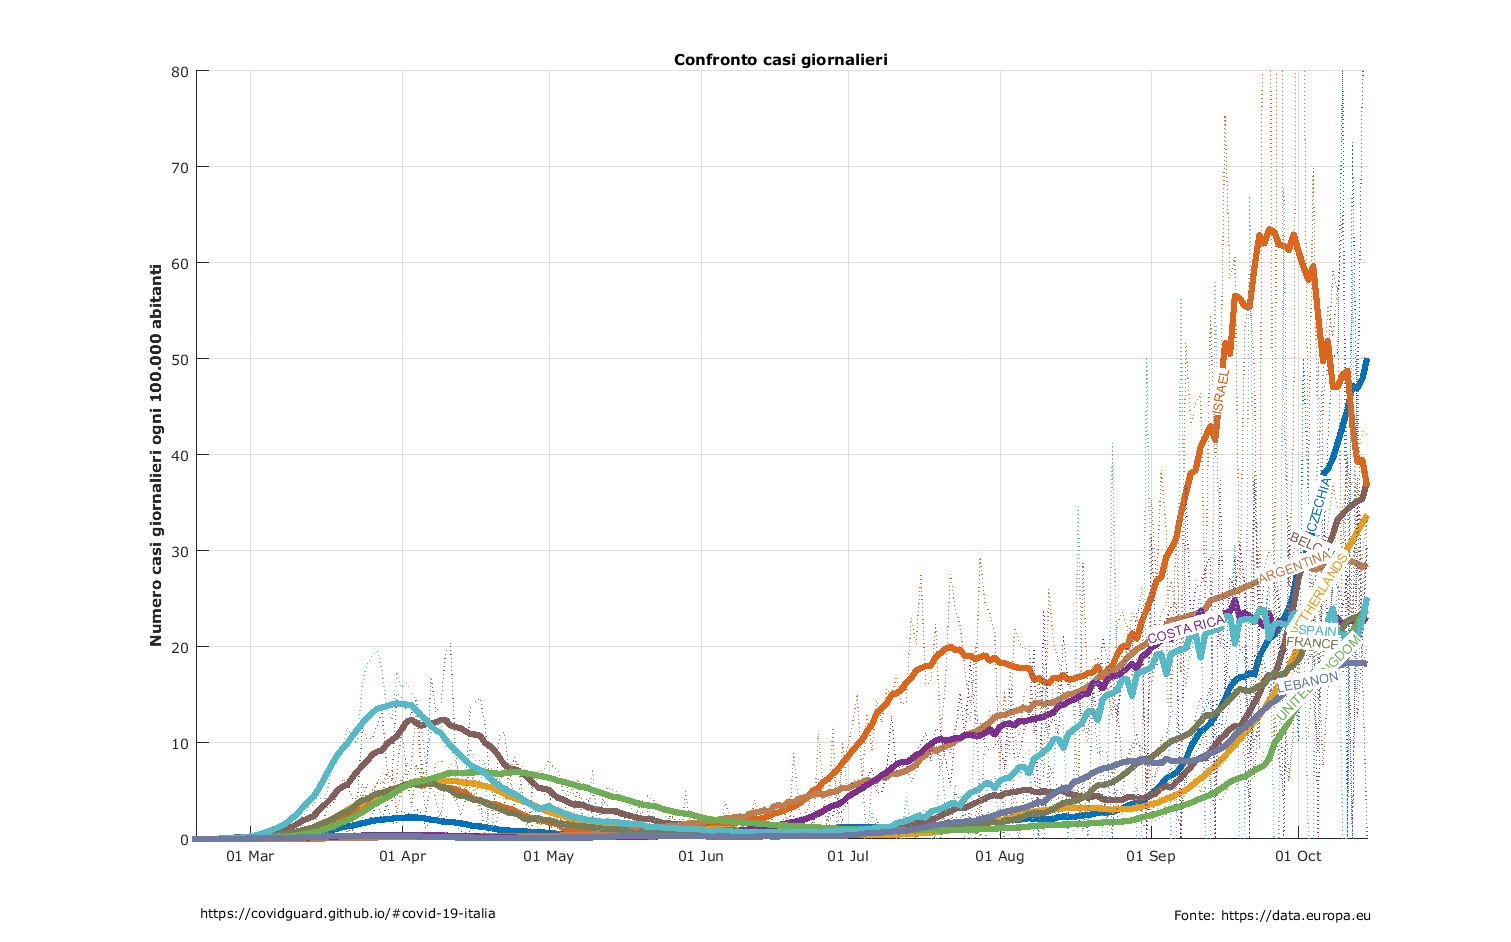 Confronto casi giornalieri
Numero casi giornalieri ogni 100.000 abitanti
80
70
60
50
40
30
20
10
0
ISRAEL
CZECHIA
ARGENTINA
COSTA RICA
SPAIN
FRANCE
LEBANON
01 Mar
01 Apr
01 May
01 Jun
01 Jul
01 Aug
01 Sep
01 Oct
https://covidguard.github.io/#covid-19-italia
Fonte: https://data.europa.eu